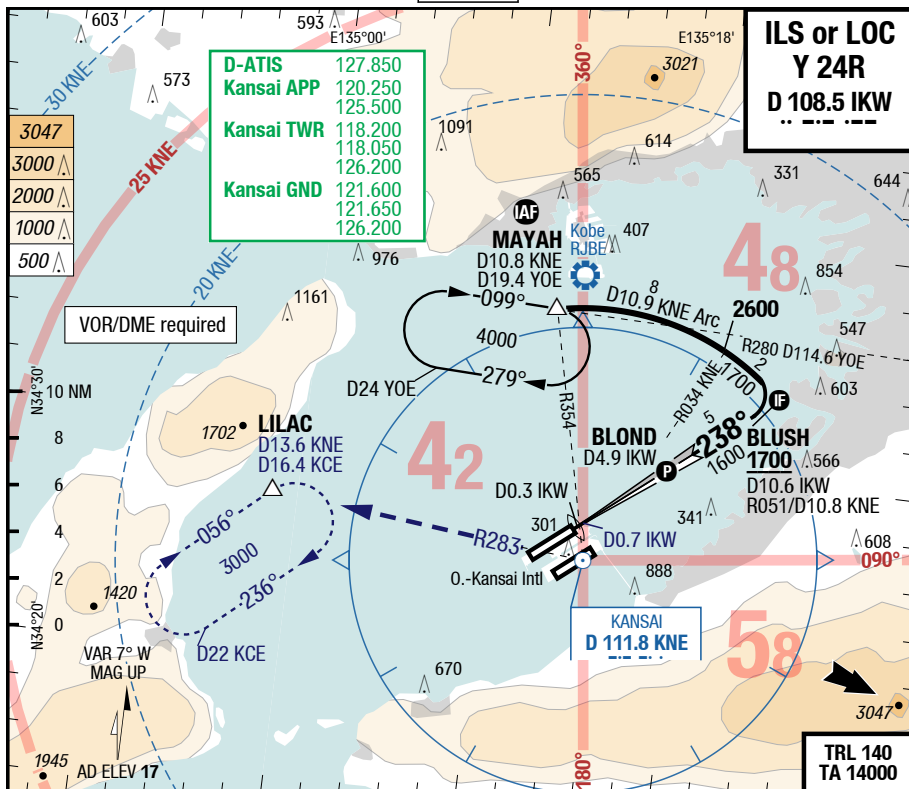 603
593
E135°00'
E135°18'
ILS or LOC
Y 24R
D 108.5 IKW
30 KNE
573
D-ATIS 127.850
Kansai APP 120.250
125.500
Kansai TWR 118.200
118.050
126.200
Kansai GND 121.600
121.650
126.200
360°
3021
1091
614
3047
3000
2000
1000
500
25 KNE
565
331
644
IAF
MAYAH
D10.8 KNE
D19.4 YOE
Kobe
RJBE
407
976
48
854
20 KNE
1161
099°
8
D10.9 KNE Arc
2600
VOR/DME required
4000
547
R280 D114.6 YOE
279°
2
1700
603
N34°30'
10 NM
D24 YOE
R034 KNE
R354
IF
LILAC
D13.6 KNE
D16.4 KCE
1702
8
42
BLOND
D4.9 IKW
5
238°
1600
BLUSH
1700
D10.6 IKW
R051/D10.8 KNE
566
P
6
D0.3 IKW
341
056°
4
301
R283
D0.7 IKW
608
3000
090°
O.-Kansai Intl
2
236°
888
1420
N34°20'
0
KANSAI
D 111.8 KNE
58
D22 KCE
VAR 7° W
MAG UP
670
3047
1945
AD ELEV 17
180°
TRL 140
TA 14000